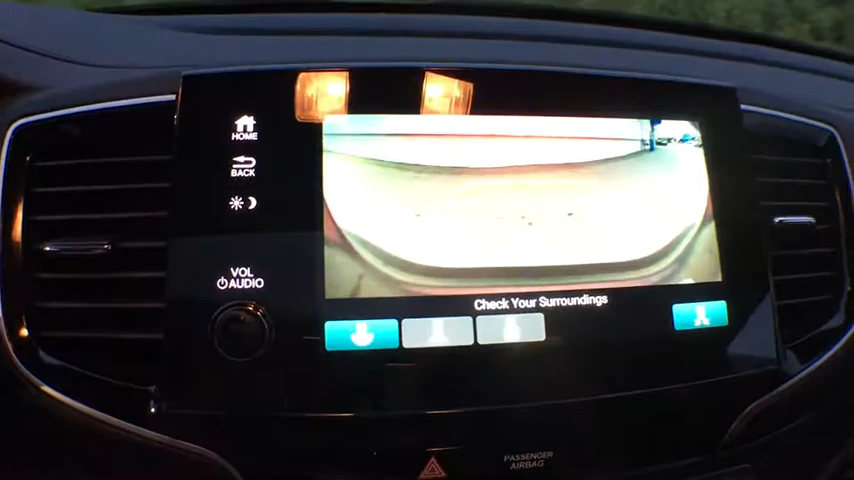 HOME
BACK
VOL
AUDIO
Check Your Surroundings
PASSENGER
AIRBAG